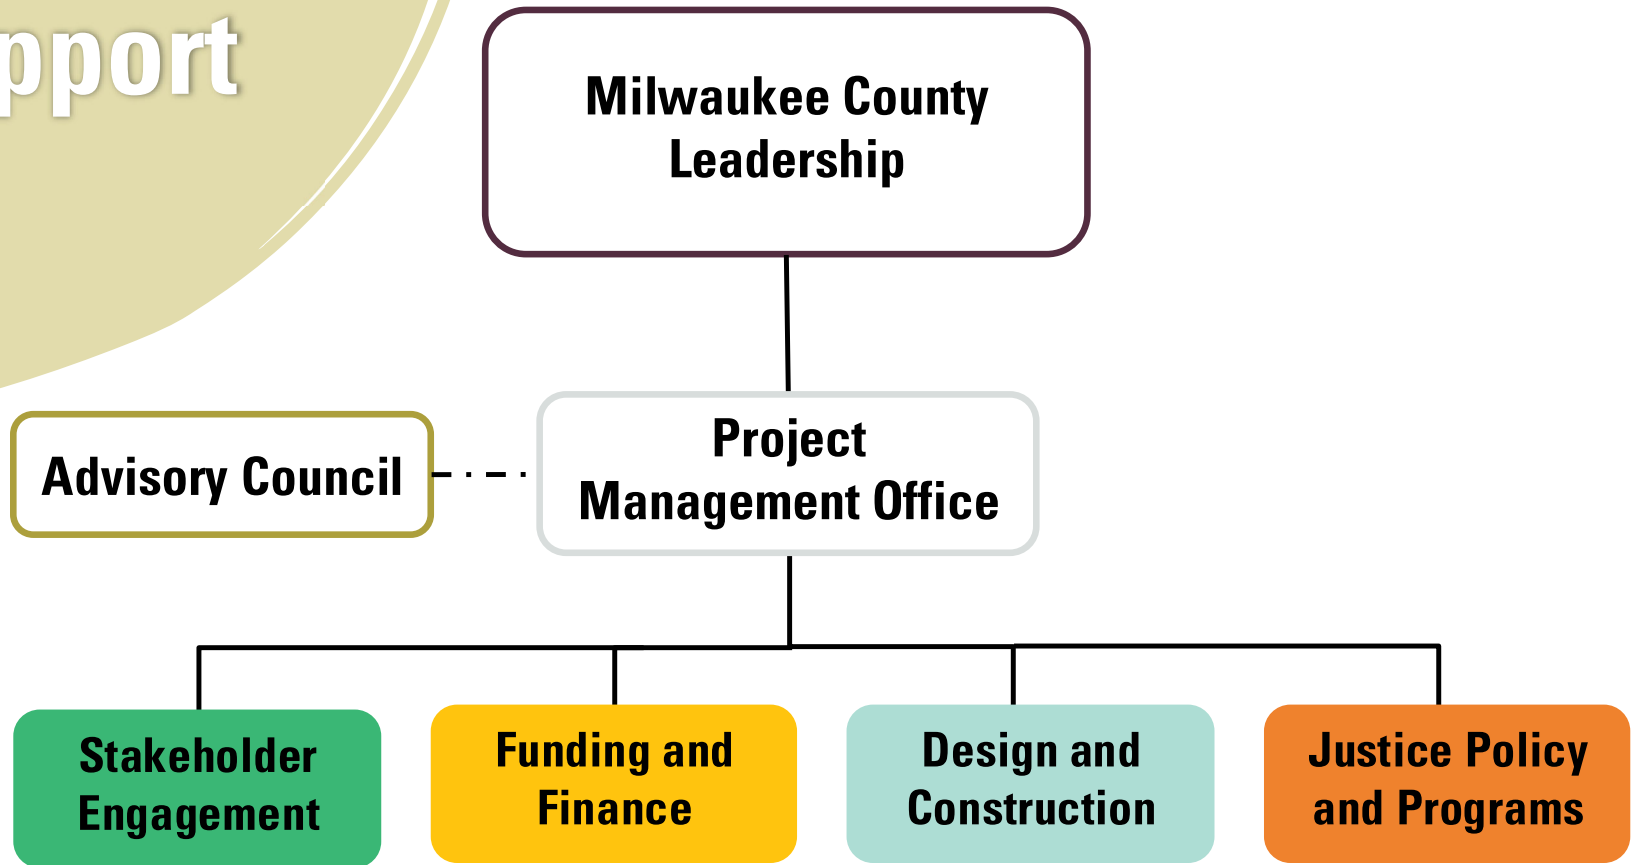 pport
Milwaukee County
Leadership
Advisory Council
Project
Management Office
Stakeholder
Engagement
Funding and
Finance
Design and
Construction
Justice Policy
and Programs